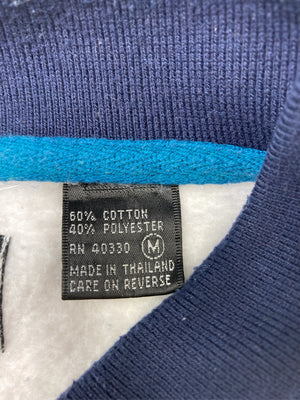 60% COTTON
40% POLYESTER
RN 40330 M
MADE IN THAILAND
CARE ON REVERSE